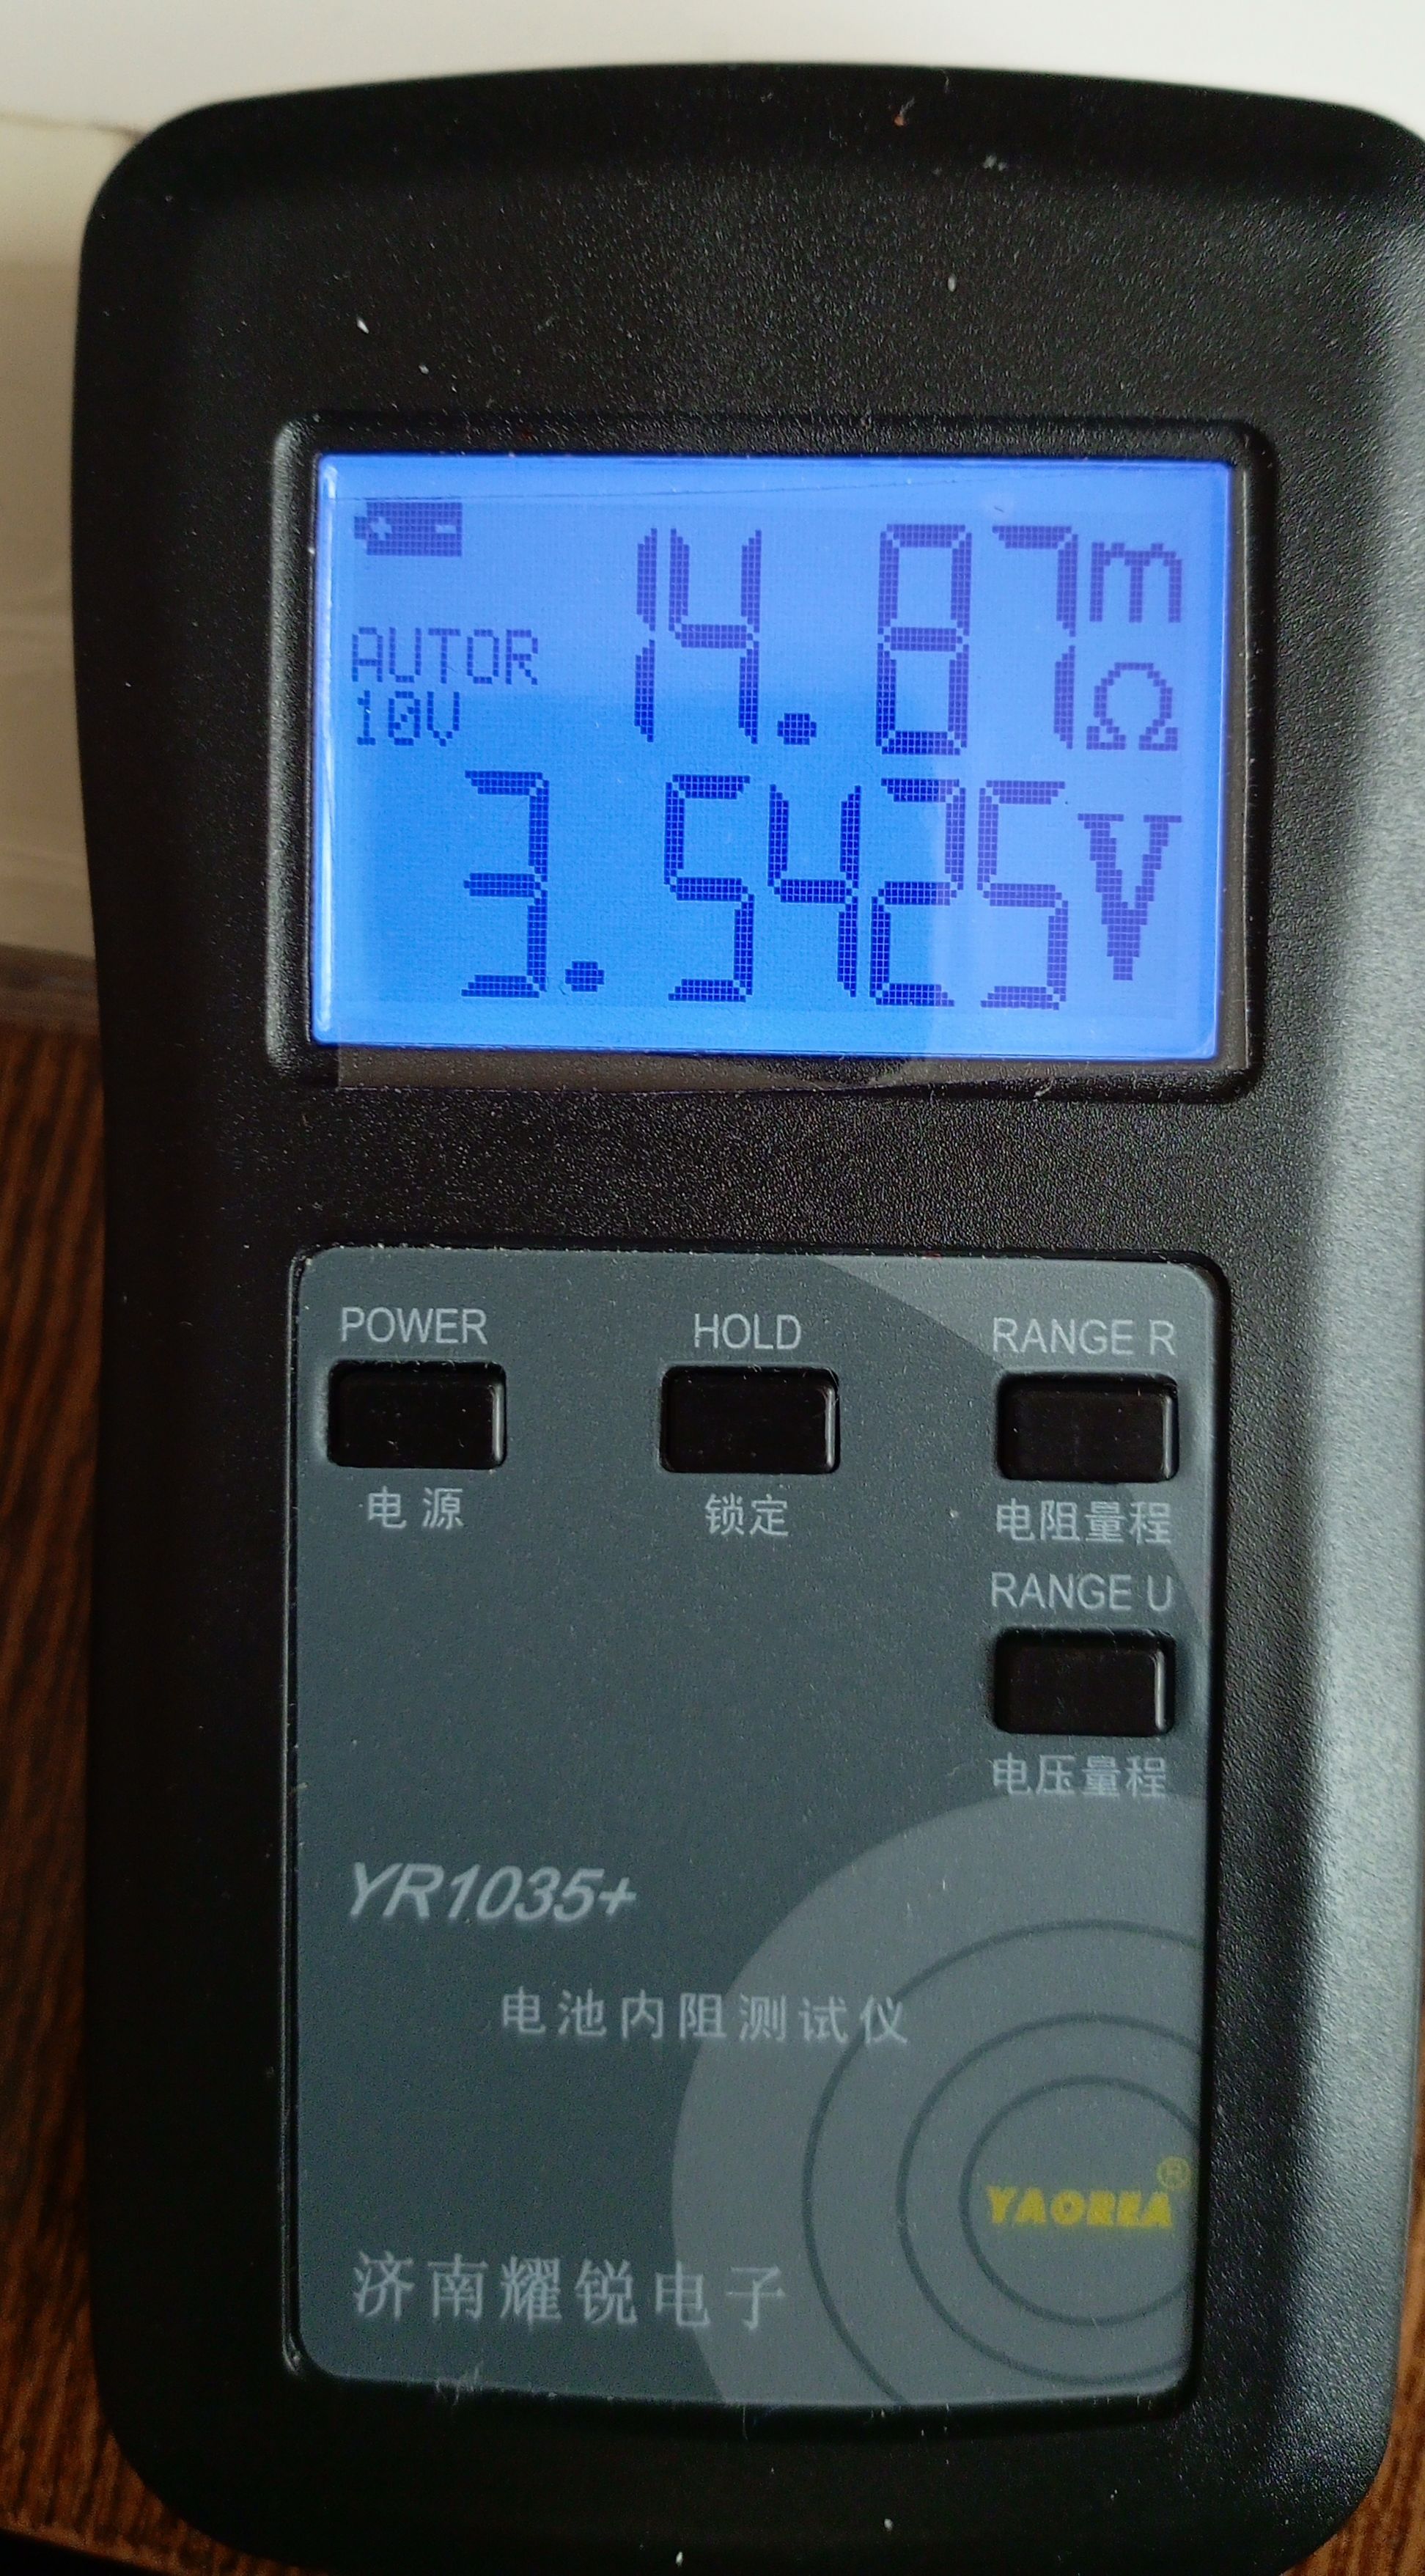 14.87mΩ
AUTOR
10V
3.5425V
POWER HOLD RANGE R
电源 锁定 电阻量程
RANGE U
电压量程
YR1035+
电池内阻测试仪
YAOREA®
济南耀锐电子